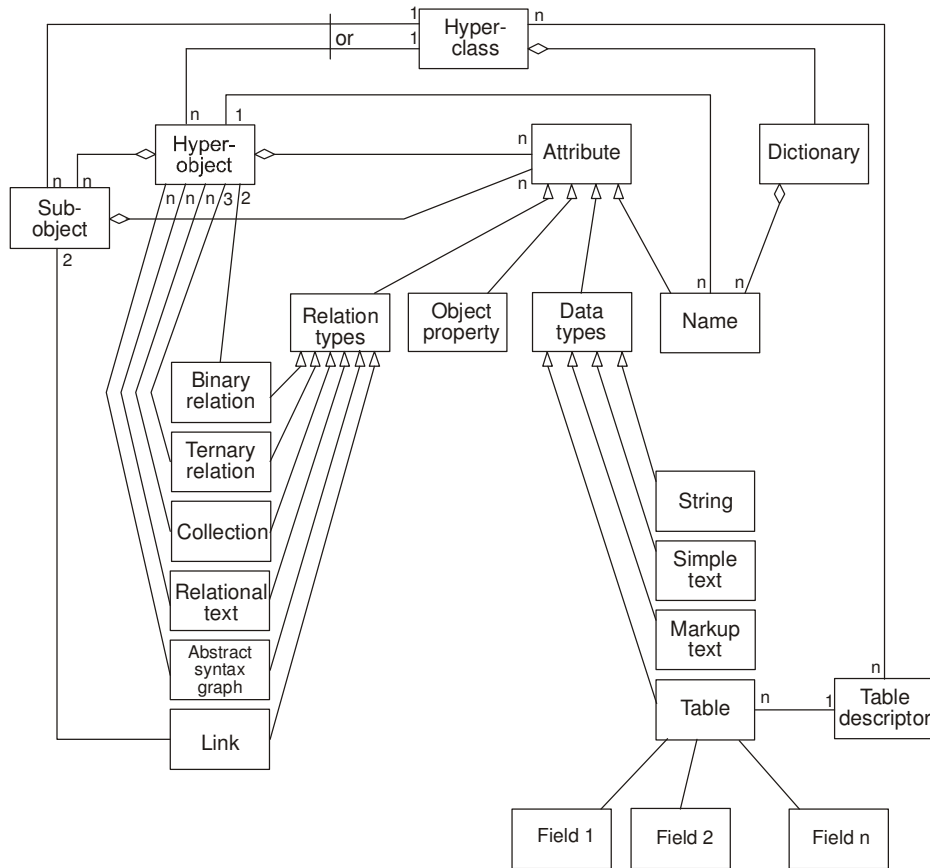 1
Hyper-
class
n
or
1
n
1
Hyper-
object
n
Attribute
n
Dictionary
n
n
n
n
n
3
2
Sub-
object
2
n
n
Relation
types
Object
property
Data
types
Name
Binary
relation
Ternary
relation
Collection
Relational
text
Abstract
syntax
graph
Link
String
Simple
text
Markup
text
Table
n
1
n
Table
descriptor
Field 1
Field 2
Field n